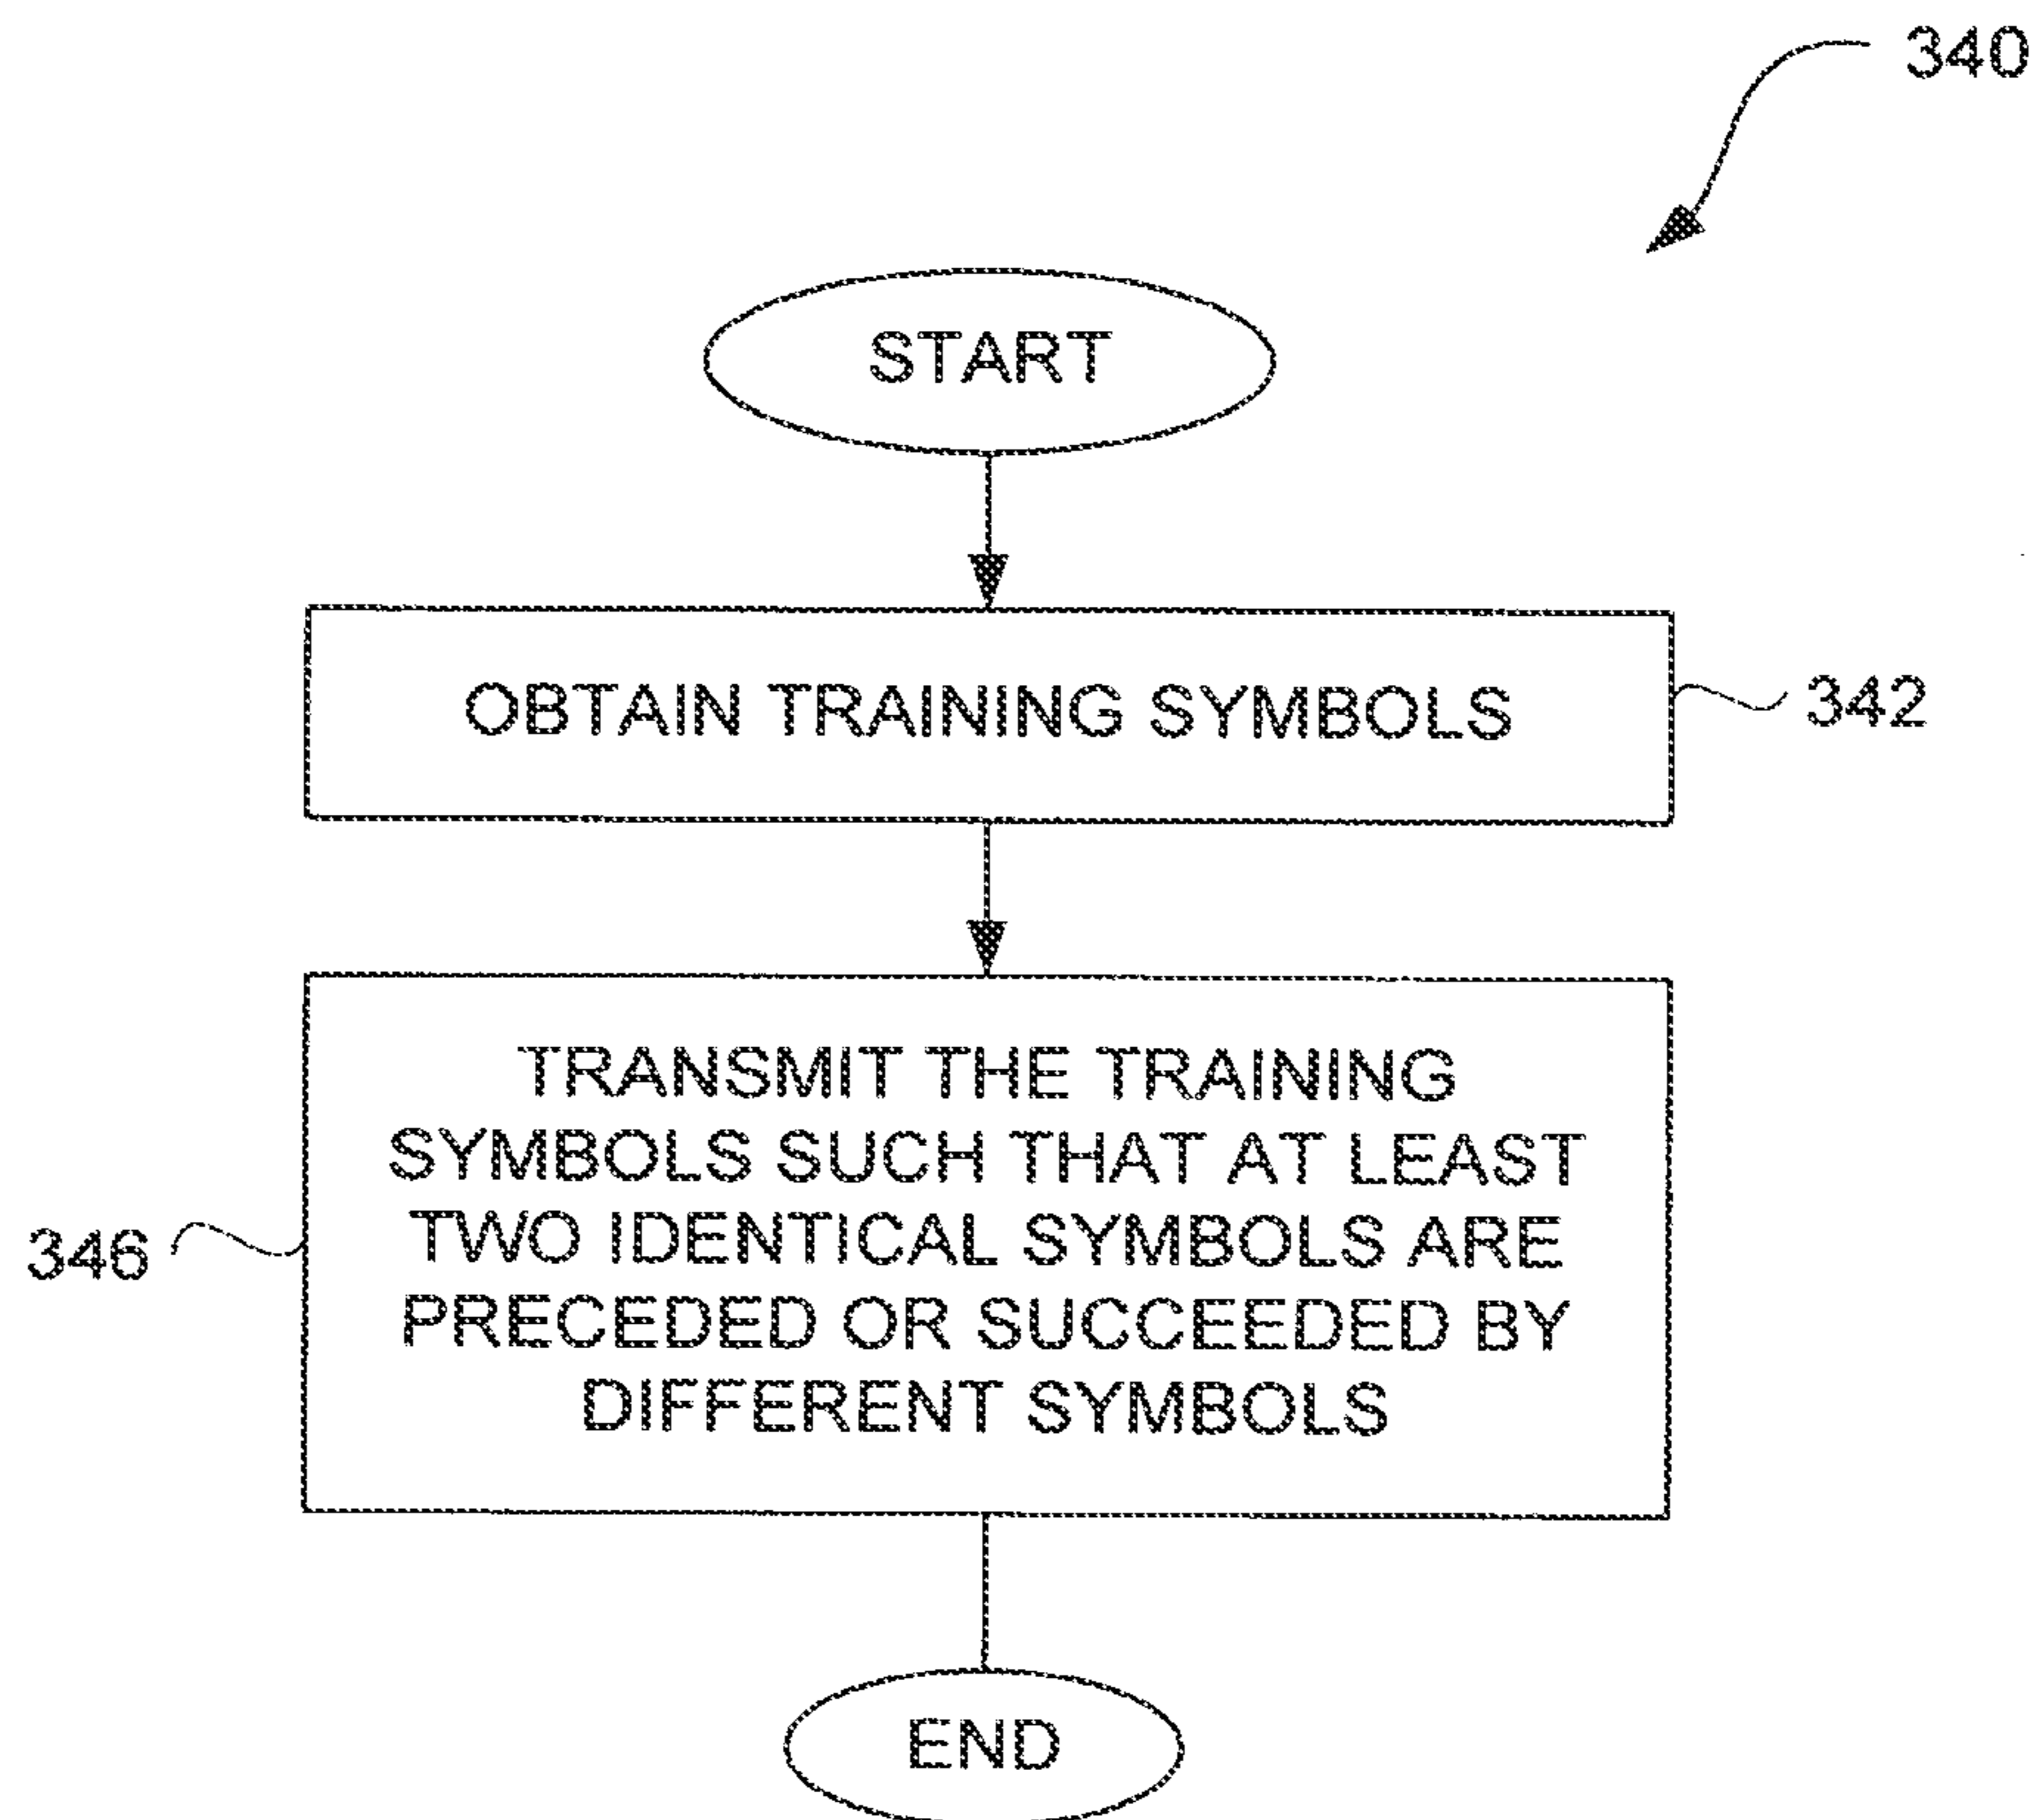 340
START
OBTAIN TRAINING SYMBOLS
342
TRANSMIT THE TRAINING
SYMBOLS SUCH THAT AT LEAST
TWO IDENTICAL SYMBOLS ARE
PRECEDED OR SUCCEEDED BY
DIFFERENT SYMBOLS
346
END